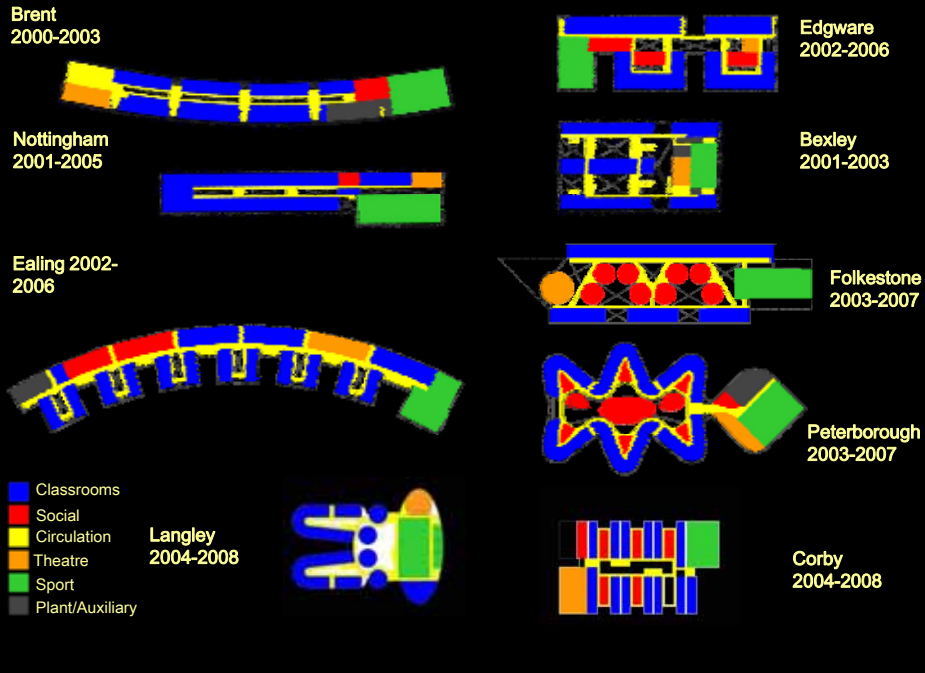 Brent
2000-2003
Nottingham
2001-2005
Ealing 2002-
2006
Classrooms
Social
Circulation
Theatre
Sport
Plant/Auxiliary
Langley
2004-2008
Edgware
2002-2006
Bexley
2001-2003
Folkestone
2003-2007
Peterborough
2003-2007
Corby
2004-2008